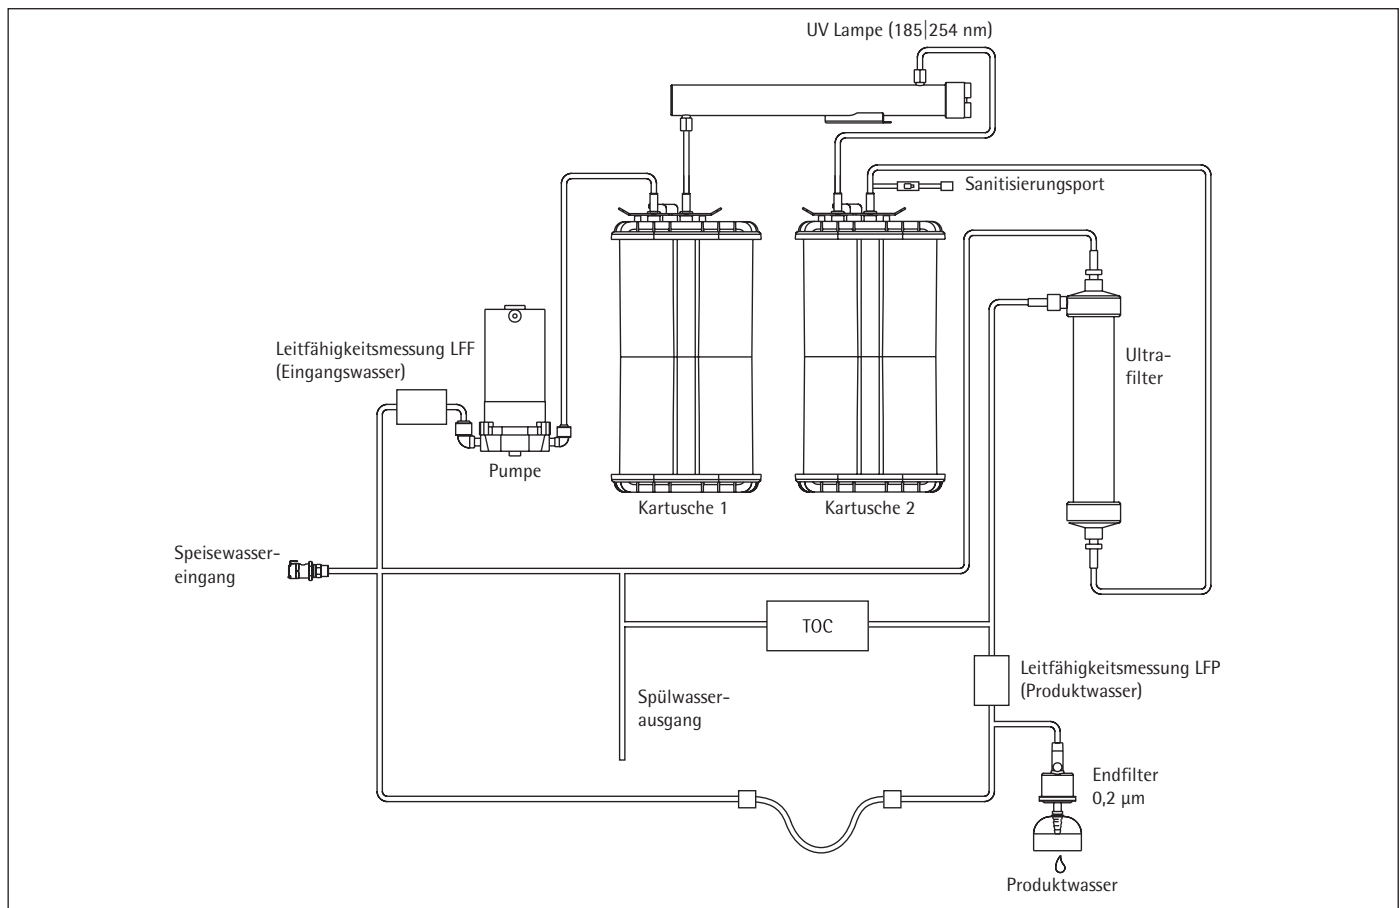 UV Lampe (185|254 nm)
Sanitisierungsport
Leitfähigkeitsmessung LFF
(Eingangswasser)
Ultra-
filter
Pumpe
Kartusche 1
Kartusche 2
Speisewasser-
eingang
TOC
Leitfähigkeitsmessung LFP
(Produktwasser)
Spülwasser-
ausgang
Endfilter
0,2 µm
Produktwasser